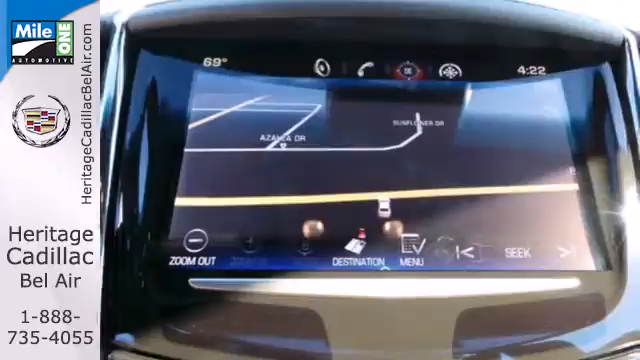 Mile
ONE
AUTOMOTIVE
HeritageCadillacBelAir.com
Heritage
Cadillac
Bel Air
1-888-
735-4055
69°
4:22
SUNFLOWER DR
AZALEA DR
ZOOM OUT
DESTINATION
MENU
SEEK